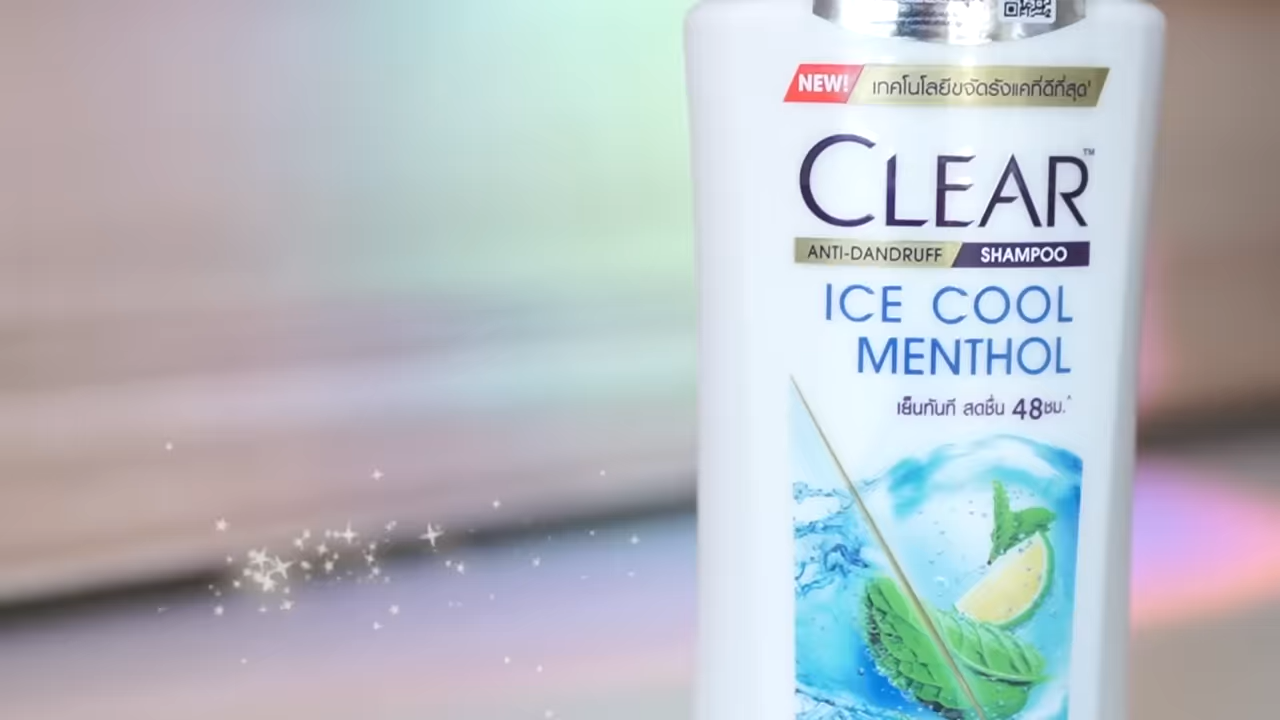 NEW! เทคโนโลยีขจัดรังแคที่ดีที่สุด¹
CLEAR™
ANTI-DANDRUFF SHAMPOO
ICE COOL
MENTHOL
เย็นทันที สดชื่น 48ชม.^